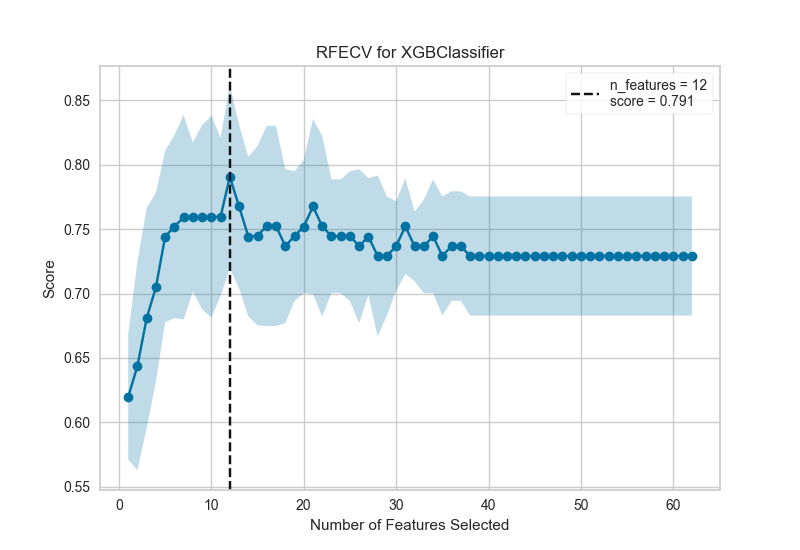 RFECV for XGBClassifier
n_features = 12
score = 0.791
0.85
0.80
0.75
0.70
0.65
0.60
0.55
Score
0 10 20 30 40 50 60
Number of Features Selected